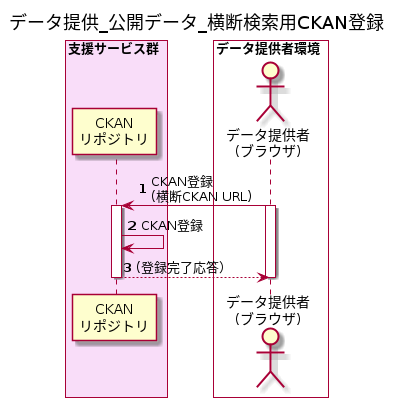 データ提供_公開データ_横断検索用CKAN登録
支援サービス群
データ提供者環境
CKAN
リポジトリ
データ提供者
（ブラウザ）
1 CKAN登録
（横断CKAN URL）
2 CKAN登録
3 （登録完了応答）
CKAN
リポジトリ
データ提供者
（ブラウザ）